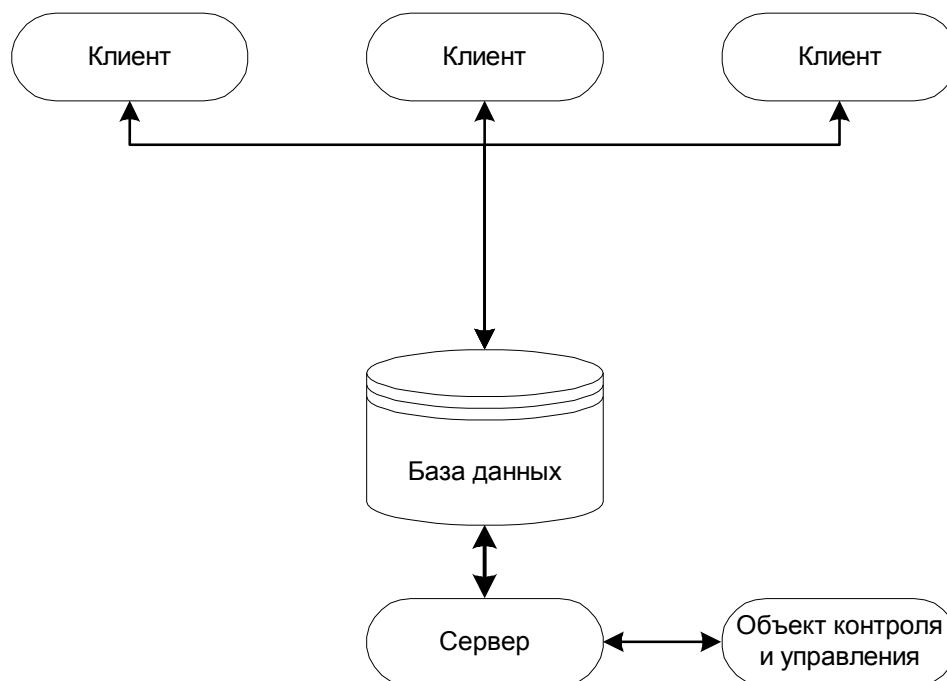 Клиент
Клиент
Клиент
База данных
Сервер
Объект контроля
и управления